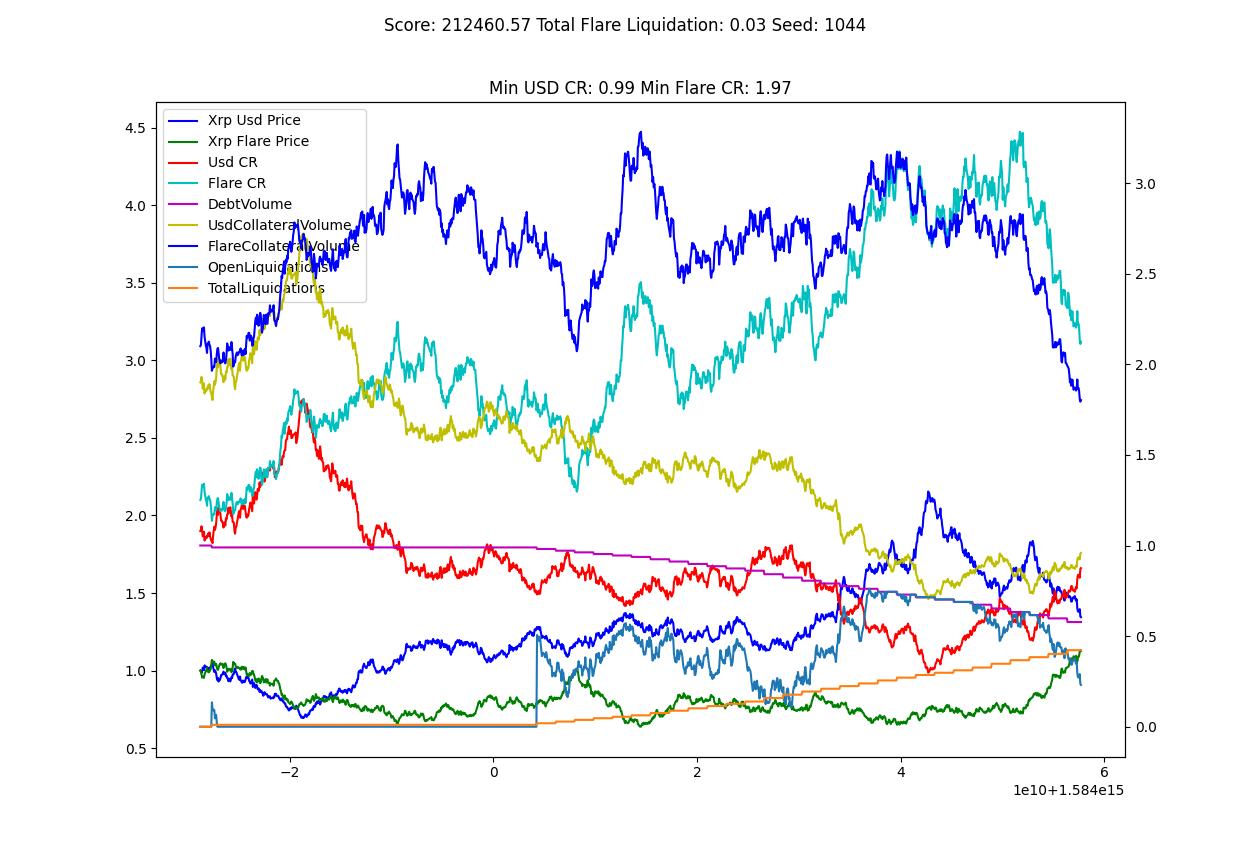 Score: 212460.57 Total Flare Liquidation: 0.03 Seed: 1044
Min USD CR: 0.99 Min Flare CR: 1.97
Xrp Usd Price
Xrp Flare Price
Usd CR
Flare CR
DebtVolume
UsdCollateralVolume
FlareCollateralVolume
OpenLiquidations
TotalLiquidations
4.5
4.0
3.5
3.0
2.5
2.0
1.5
1.0
0.5
3.0
2.5
2.0
1.5
1.0
0.5
0.0
−2 0 2 4 6
1e10+1.584e15